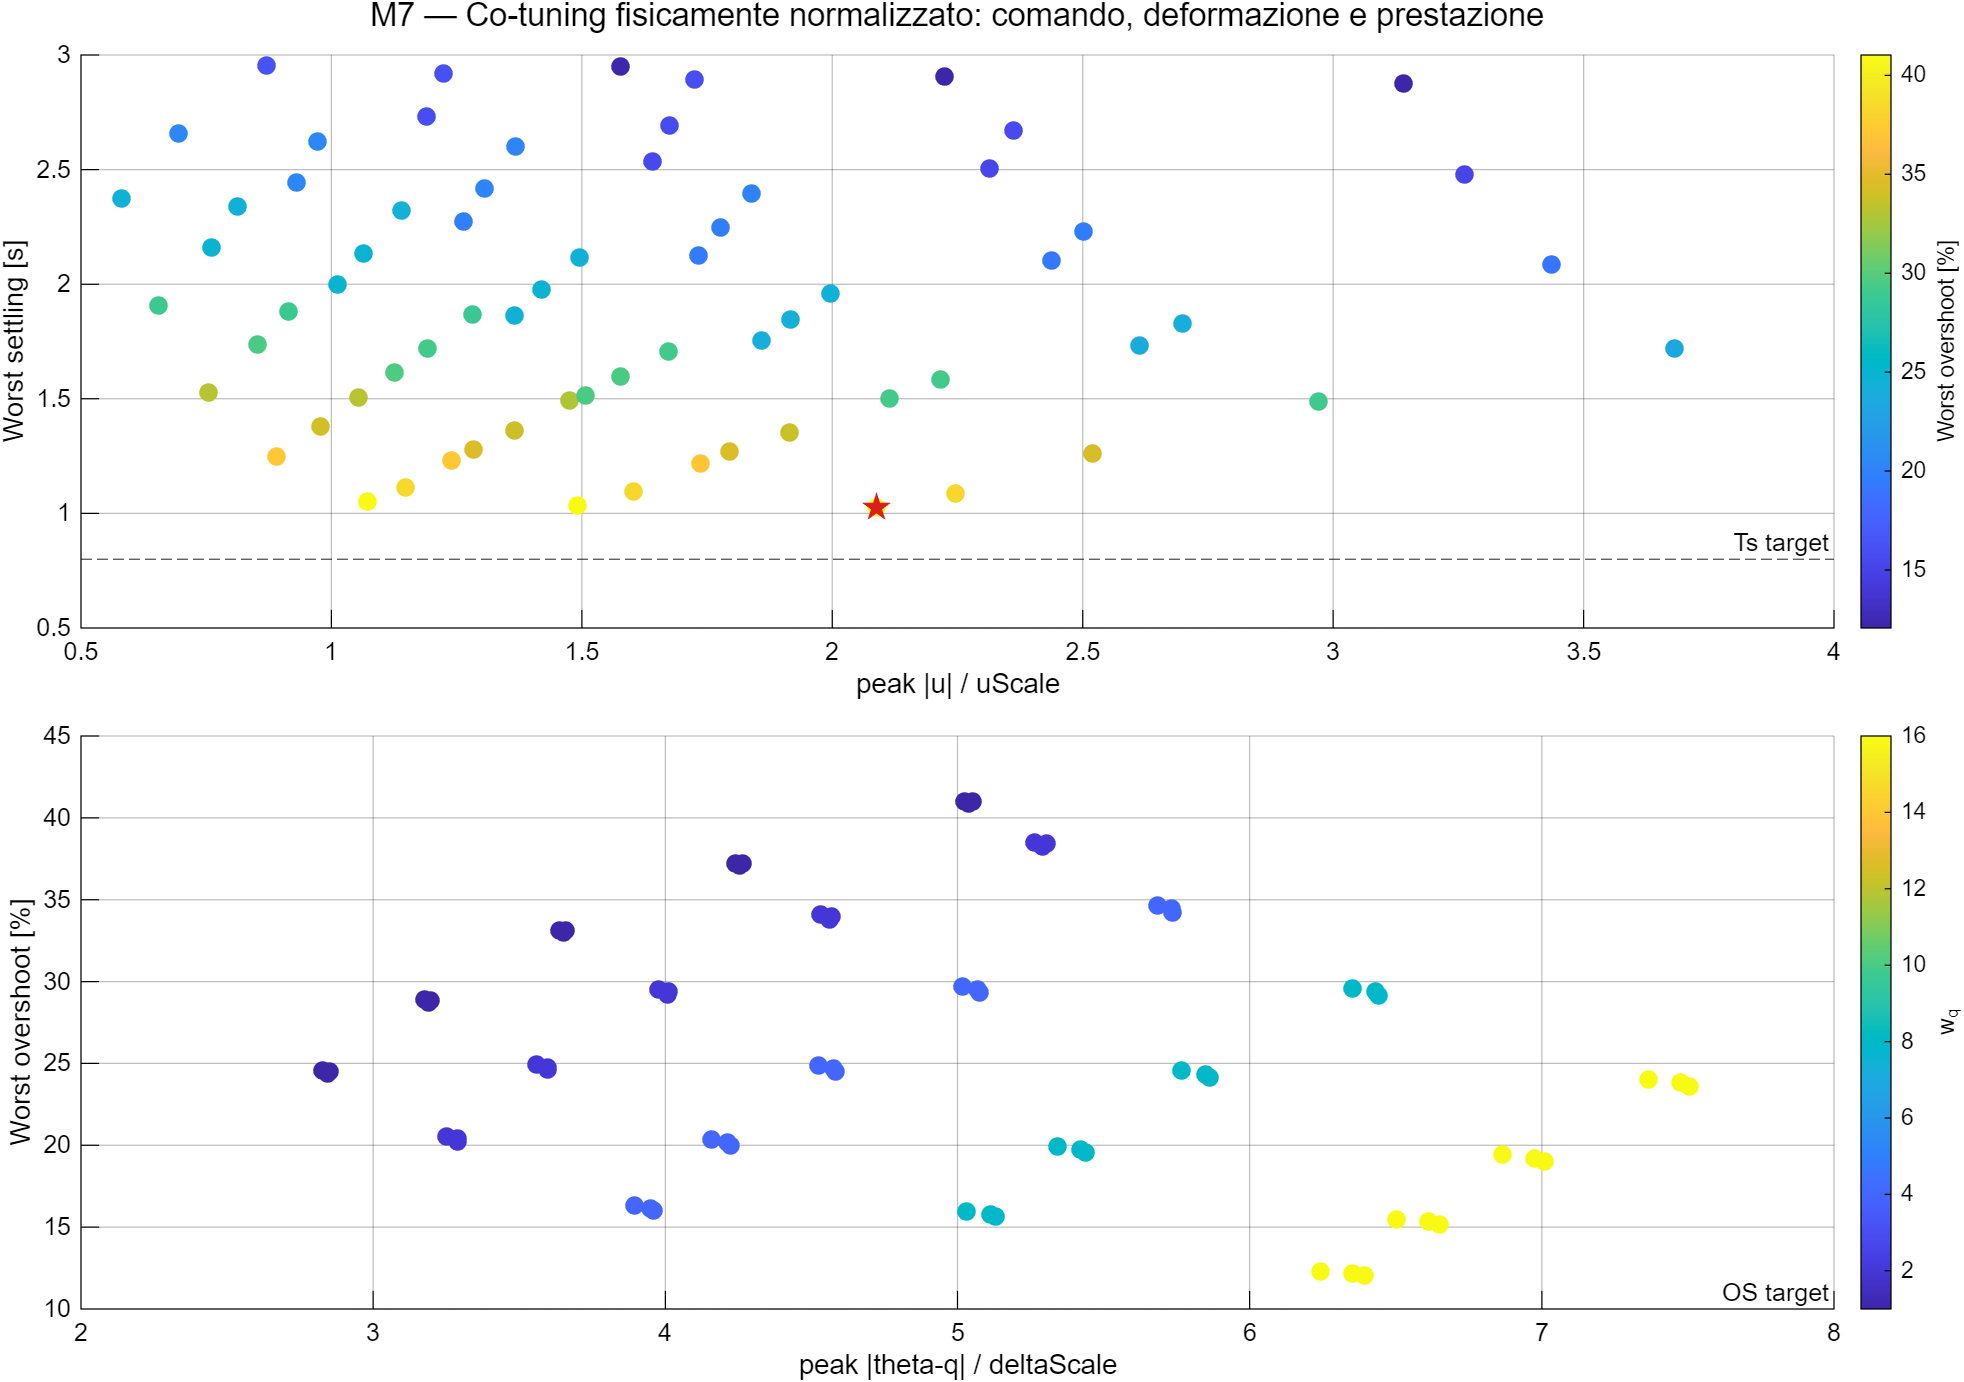 M7 — Co-tuning fisicamente normalizzato: comando, deformazione e prestazione
3
2.5
2
1.5
1
0.5
Worst settling [s]
Ts target
0.5 1 1.5 2 2.5 3 3.5 4
peak |u| / uScale
40
35
30
25
20
15
Worst overshoot [%]
45
40
35
30
25
20
15
10
Worst overshoot [%]
OS target
2 3 4 5 6 7 8
peak |theta-q| / deltaScale
16
14
12
10
8
6
4
2
wq